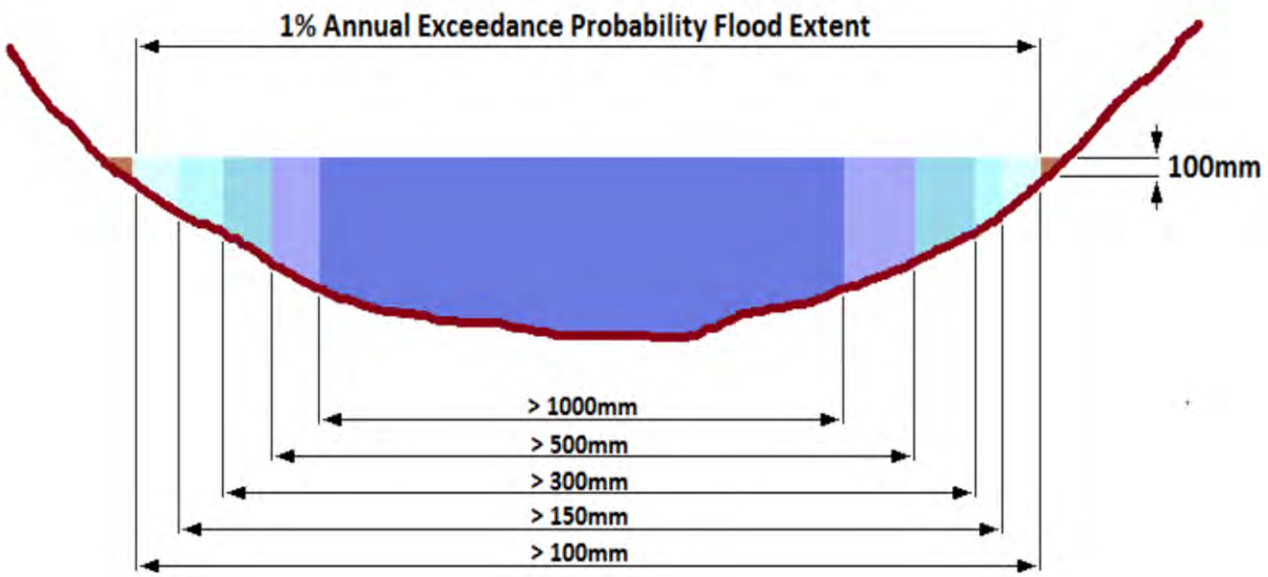 1% Annual Exceedance Probability Flood Extent
100mm
> 1000mm
> 500mm
> 300mm
> 150mm
> 100mm